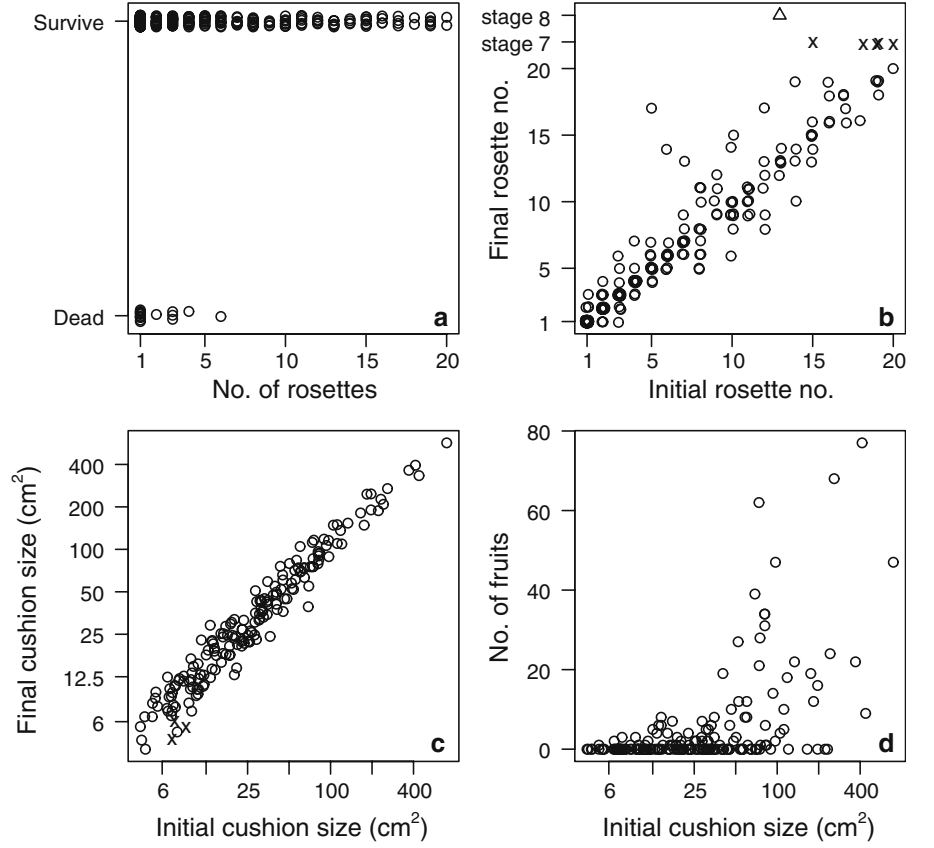 Survive
Dead
a
1 5 10 15 20
No. of rosettes
stage 8
stage 7
20
15
10
5
1
Final rosette no.
x x x x x
b
1 5 10 15 20
Initial rosette no.
400
200
100
50
25
12.5
6
Final cushion size (cm²)
x x x
c
6 25 100 400
Initial cushion size (cm²)
80
60
40
20
0
No. of fruits
d
6 25 100 400
Initial cushion size (cm²)